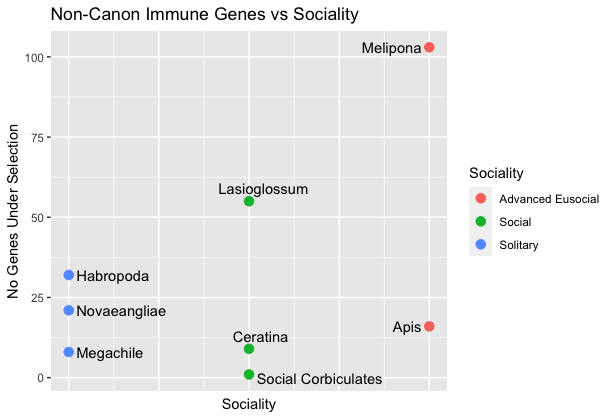 Non-Canon Immune Genes vs Sociality
No Genes Under Selection
100
75
50
25
0
Melipona
Lasioglossum
Habropoda
Novaeangliae
Apis
Ceratina
Megachile
Social Corbiculates
Sociality
Sociality
Advanced Eusocial
Social
Solitary